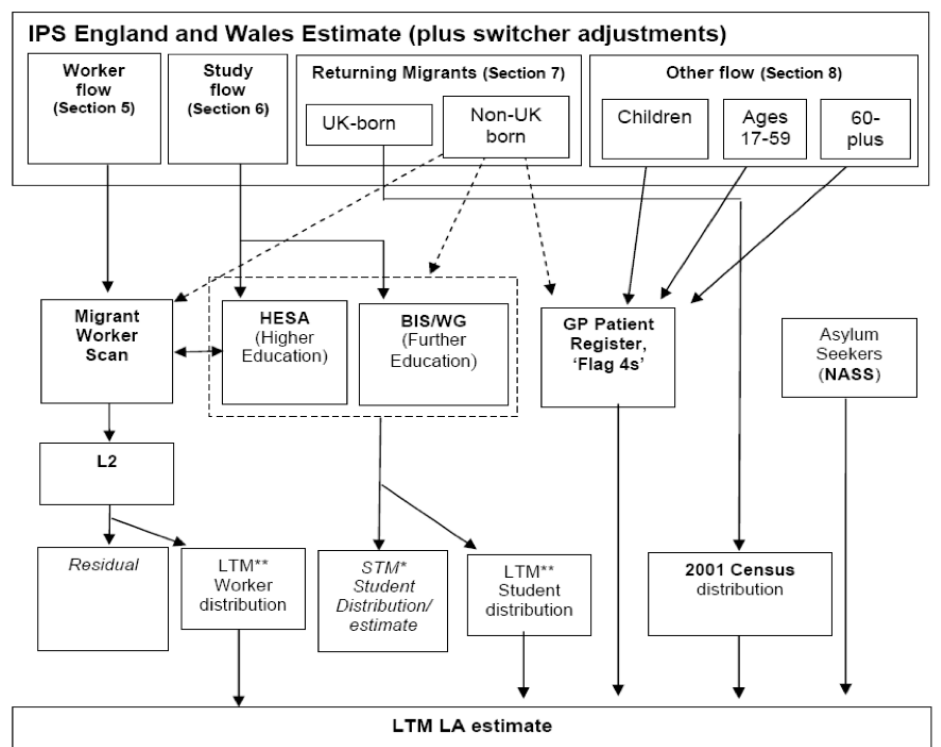 IPS England and Wales Estimate (plus switcher adjustments)
Worker
flow
(Section 5)
Study
flow
(Section 6)
Returning Migrants (Section 7)
UK-born
Non-UK
born
Other flow (Section 8)
Children
Ages
17-59
60-
plus
Migrant
Worker
Scan
HESA
(Higher
Education)
BIS/WG
(Further
Education)
GP Patient
Register,
‘Flag 4s’
Asylum
Seekers
(NASS)
L2
Residual
LTM**
Worker
distribution
STM*
Student
Distribution/
estimate
LTM**
Student
distribution
2001 Census
distribution
LTM LA estimate